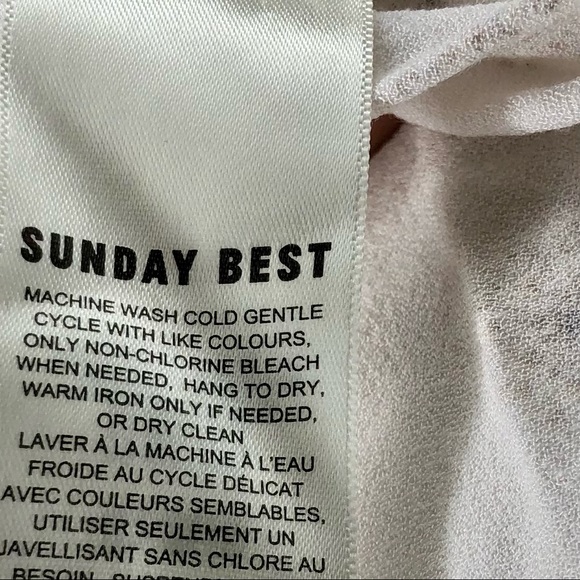 SUNDAY BEST
MACHINE WASH COLD GENTLE
CYCLE WITH LIKE COLOURS,
ONLY NON-CHLORINE BLEACH
WHEN NEEDED, HANG TO DRY,
WARM IRON ONLY IF NEEDED,
OR DRY CLEAN
LAVER À LA MACHINE À L'EAU
FROIDE AU CYCLE DÉLICAT
AVEC COULEURS SEMBLABLES,
UTILISER SEULEMENT UN
JAVELLISANT SANS CHLORE AU
BESOIN,